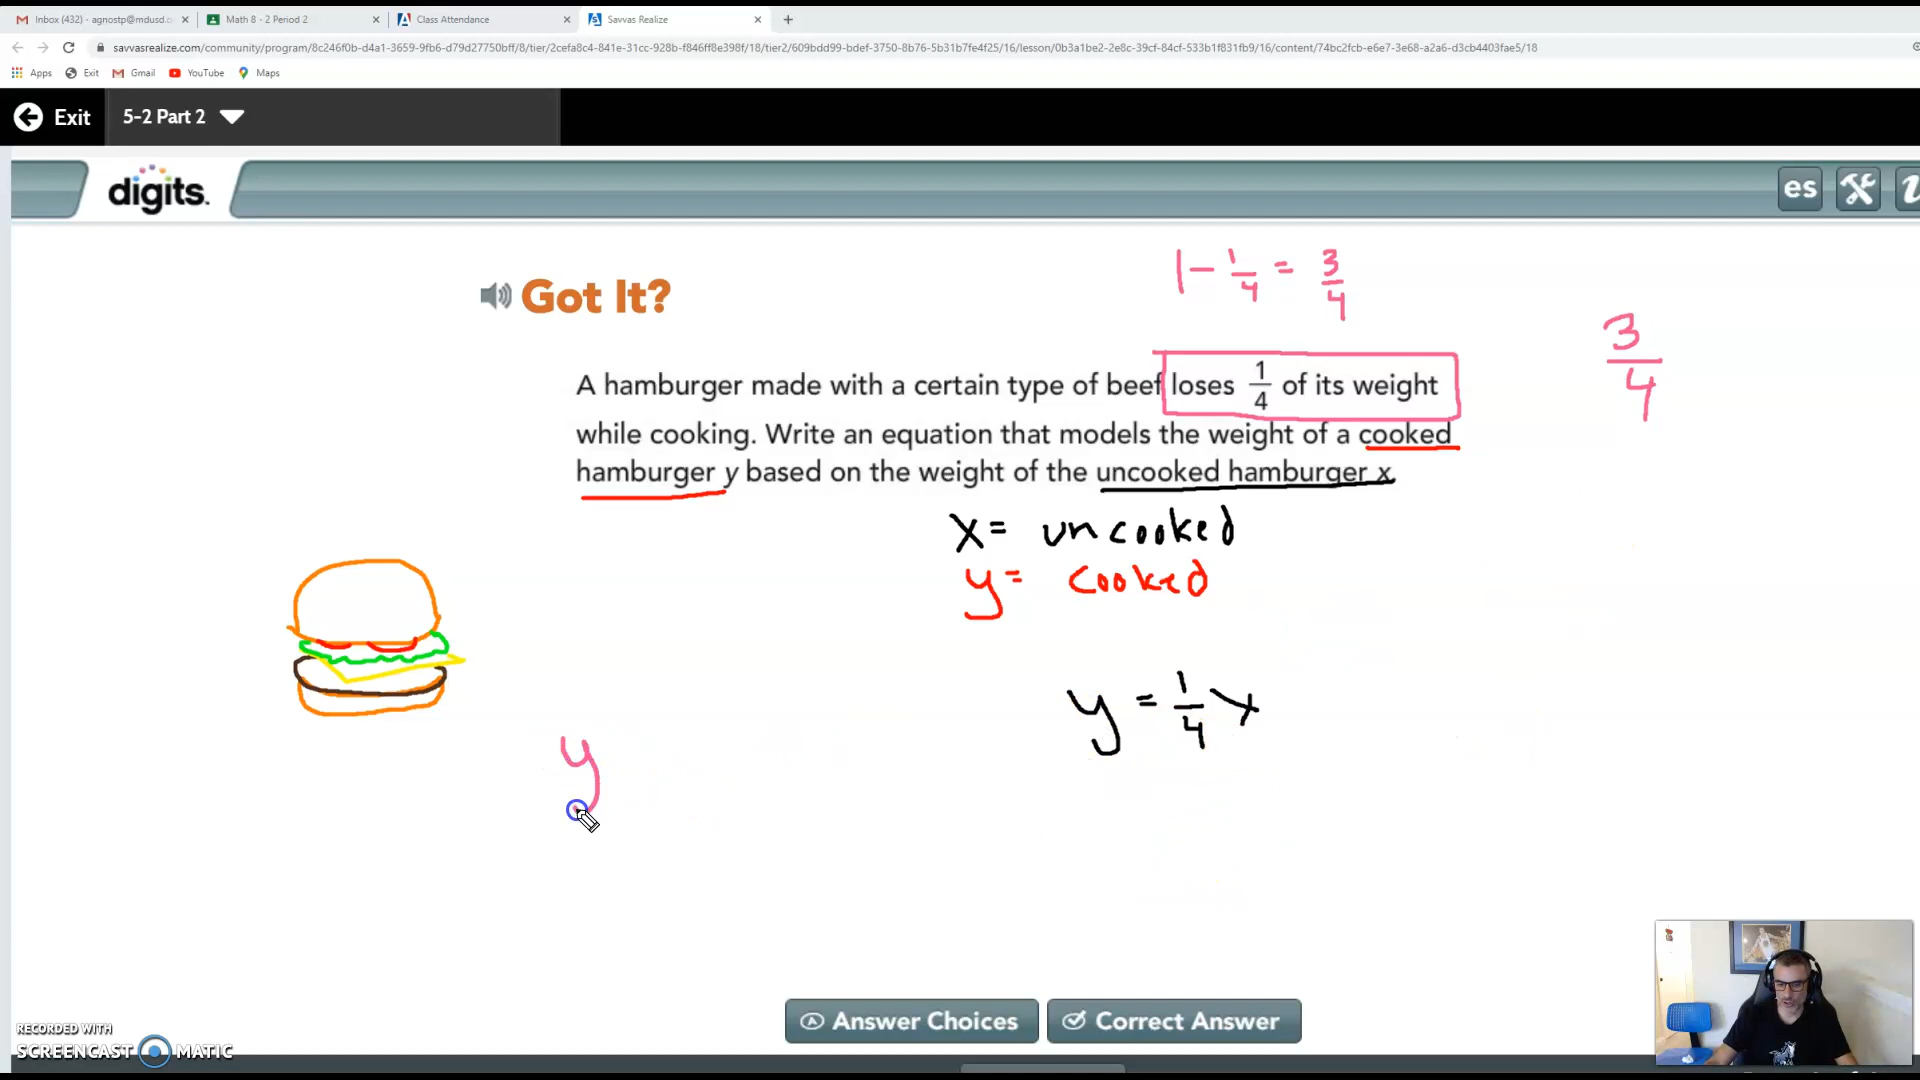 Inbox (432) - agnostp@mdusd.
Math 8 - 2 Period 2
Class Attendance
Savvas Realize
savvasrealize.com/community/program/8c246f0b-d4a1-3659-9fb6-d79d27750bff/8/tier/2cefa8c4-841e-31cc-928b-f846ff8e398f/18/tier2/609bdd99-bdef-3750-8b76-5b31b7fe4f25/16/lesson/0b3a1be2-2e8c-39cf-84cf-533b1f831fb9/16/content/74bc2fcb-e6e7-3e68-a2a6-d3cb4403fae5/18
Apps Exit Gmail YouTube Maps
Exit 5-2 Part 2
digits. es
1 - 1/4 = 3/4
Got It?
3/4
A hamburger made with a certain type of beef loses 1/4 of its weight
while cooking. Write an equation that models the weight of a cooked
hamburger y based on the weight of the uncooked hamburger x.
x = uncooked
y = cooked
y = 1/4 x
y
Answer Choices Correct Answer
RECORDED WITH
SCREENCAST MATIC